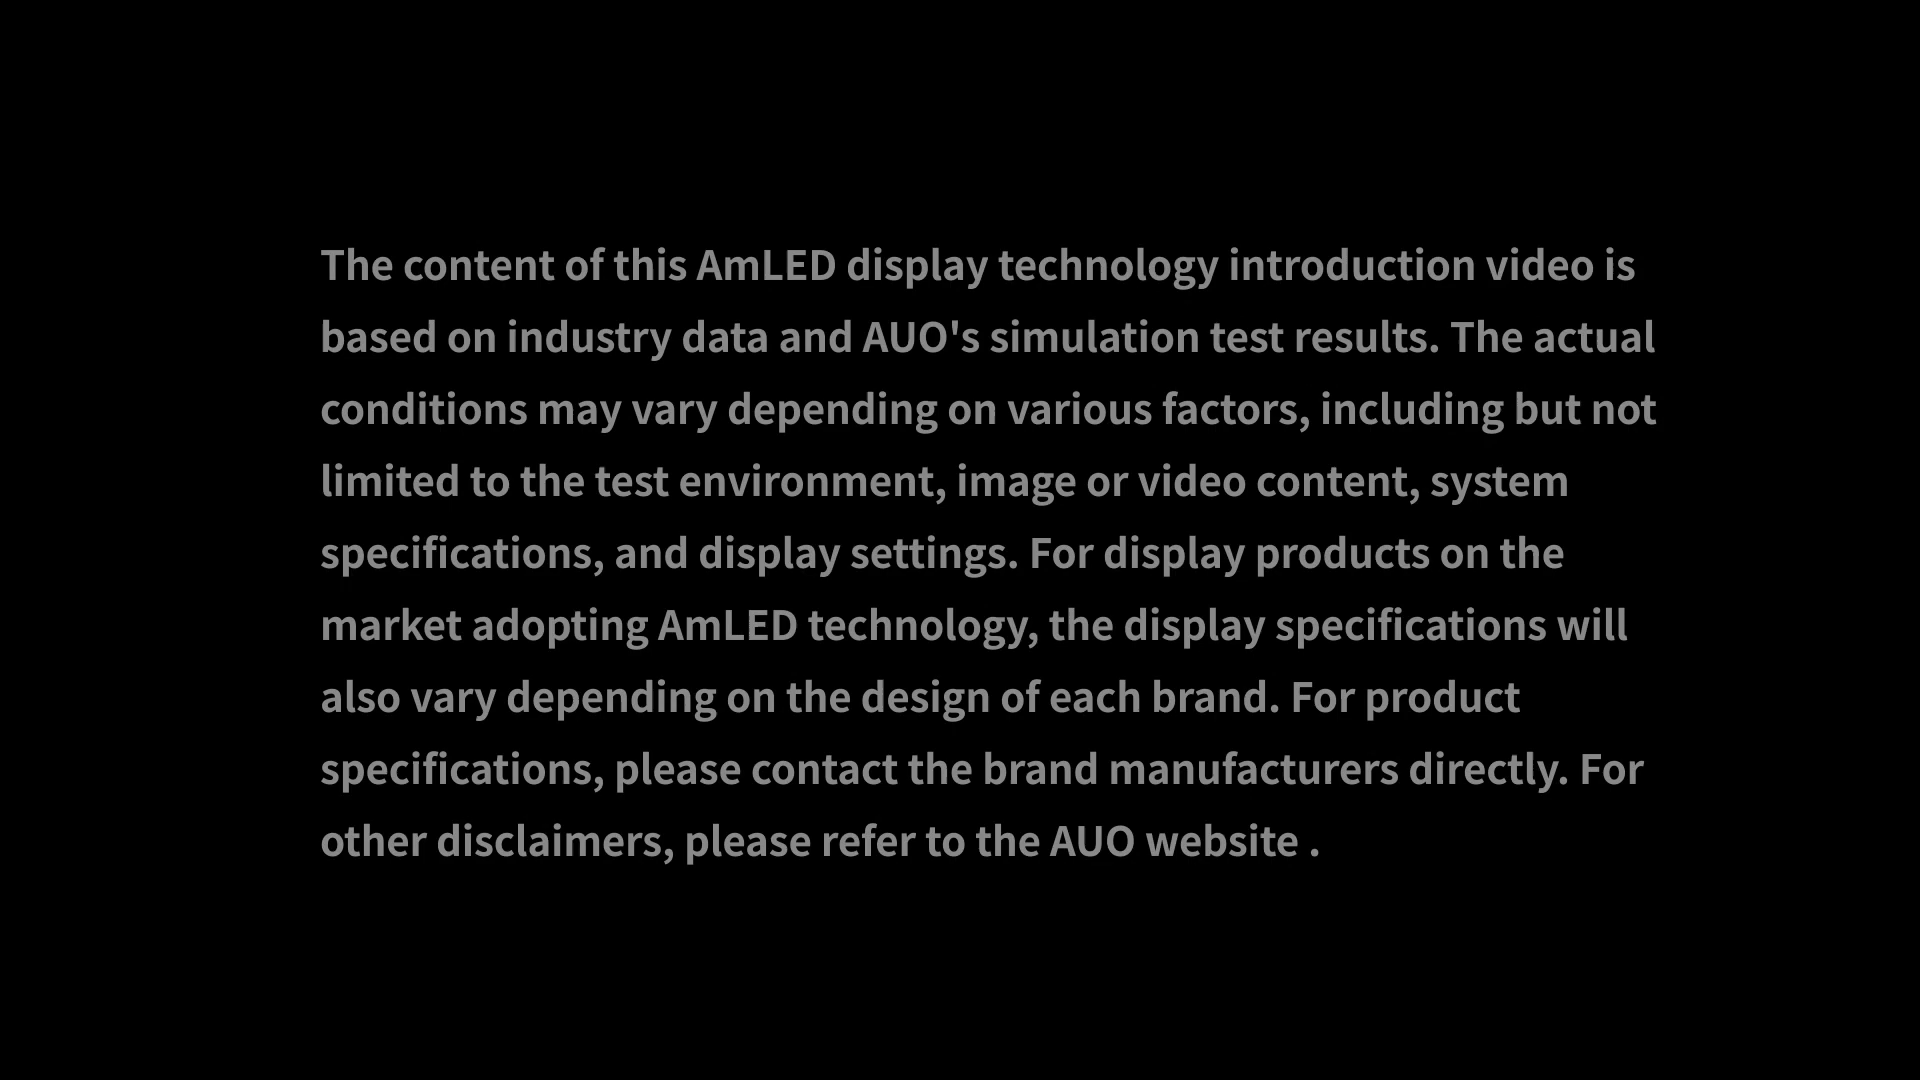 The content of this AmLED display technology introduction video is
based on industry data and AUO's simulation test results. The actual
conditions may vary depending on various factors, including but not
limited to the test environment, image or video content, system
specifications, and display settings. For display products on the
market adopting AmLED technology, the display specifications will
also vary depending on the design of each brand. For product
specifications, please contact the brand manufacturers directly. For
other disclaimers, please refer to the AUO website .